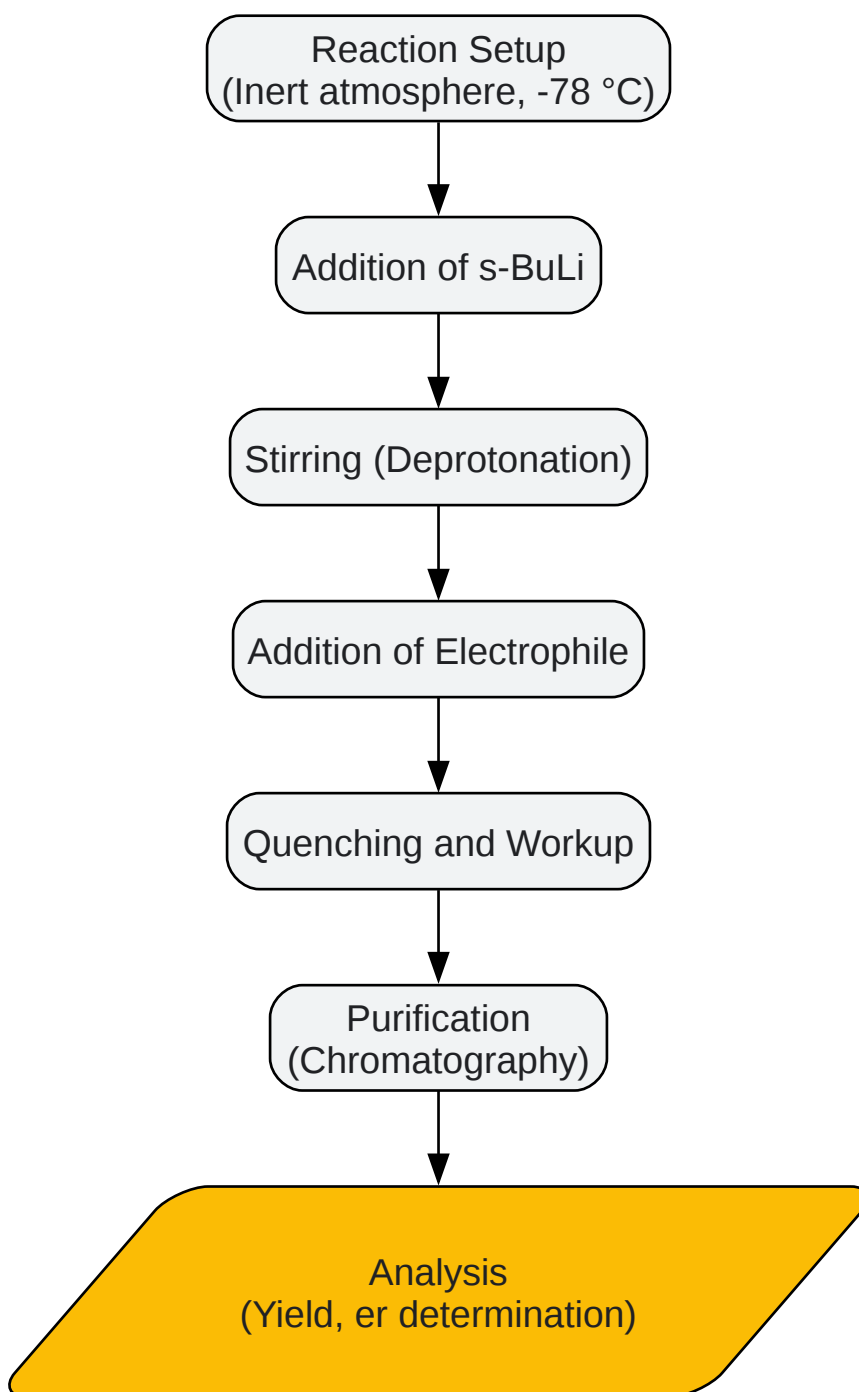 Reaction Setup
(Inert atmosphere, -78 °C)
Addition of s-BuLi
Stirring (Deprotonation)
Addition of Electrophile
Quenching and Workup
Purification
(Chromatography)
Analysis
(Yield, er determination)